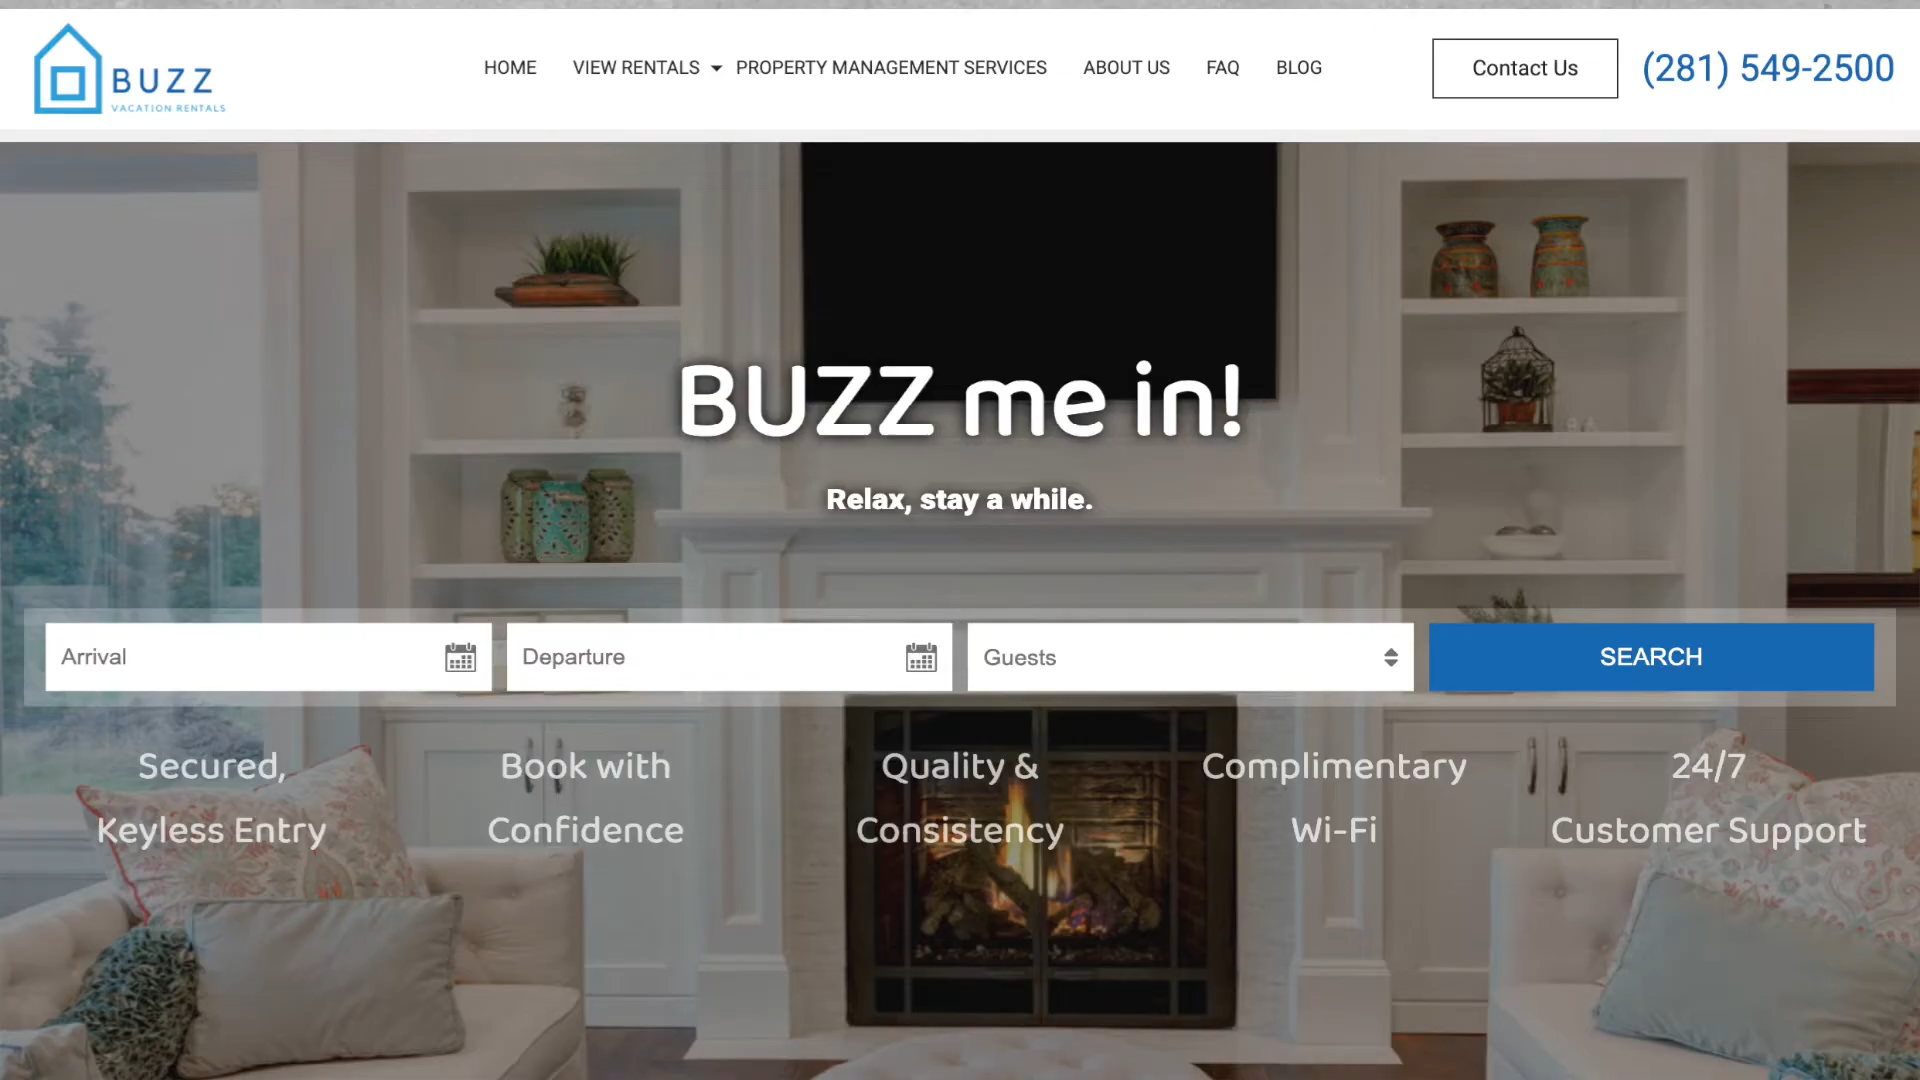 BUZZ
VACATION RENTALS
HOME VIEW RENTALS PROPERTY MANAGEMENT SERVICES ABOUT US FAQ BLOG
Contact Us
(281) 549-2500
BUZZ me in!
Relax, stay a while.
Arrival
Departure
Guests
SEARCH
Secured,
Keyless Entry
Book with
Confidence
Quality &
Consistency
Complimentary
Wi-Fi
24/7
Customer Support